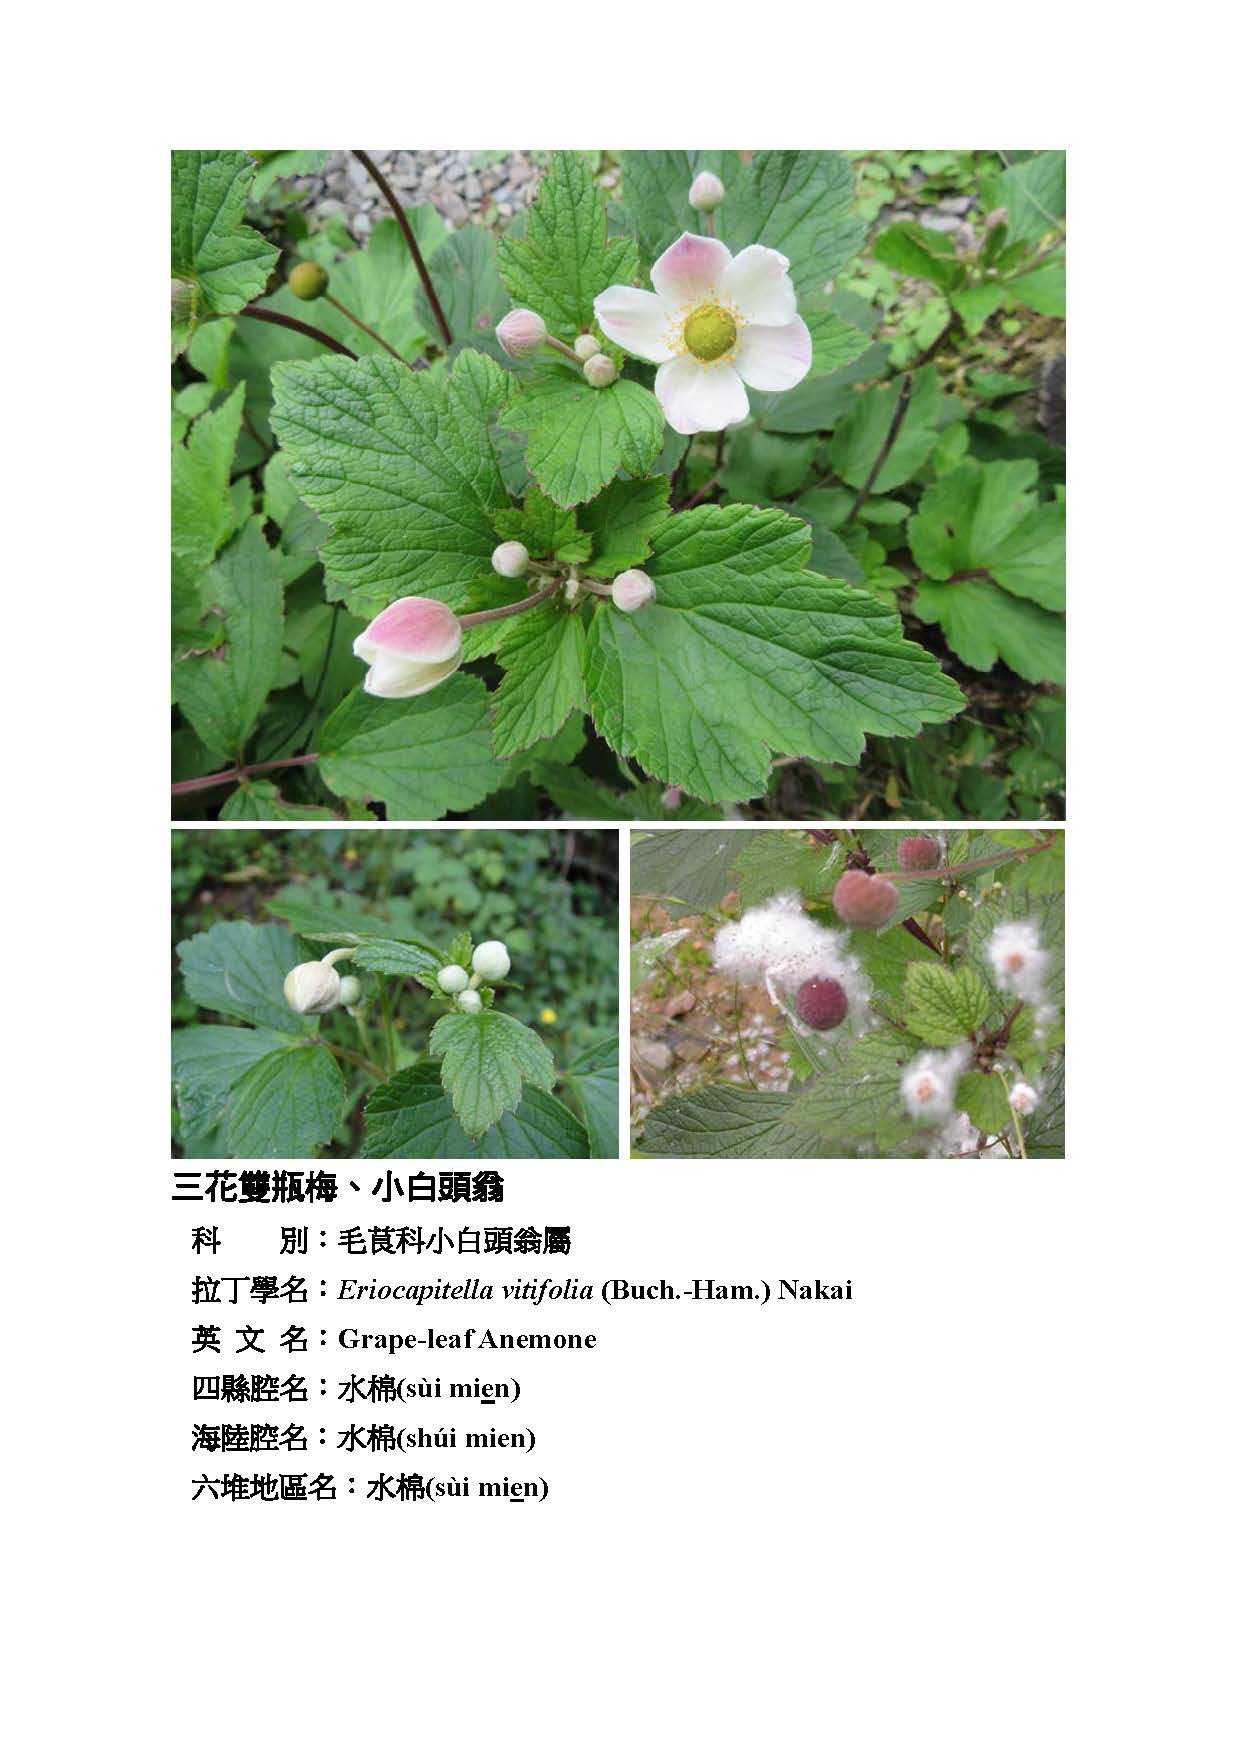 三花雙瓶梅、小白頭翁
科　　別：毛茛科小白頭翁屬
拉丁學名：Eriocapitella vitifolia (Buch.-Ham.) Nakai
英 文 名：Grape-leaf Anemone
四縣腔名：水棉(sùi mien)
海陸腔名：水棉(shúi mien)
六堆地區名：水棉(sùi mien)